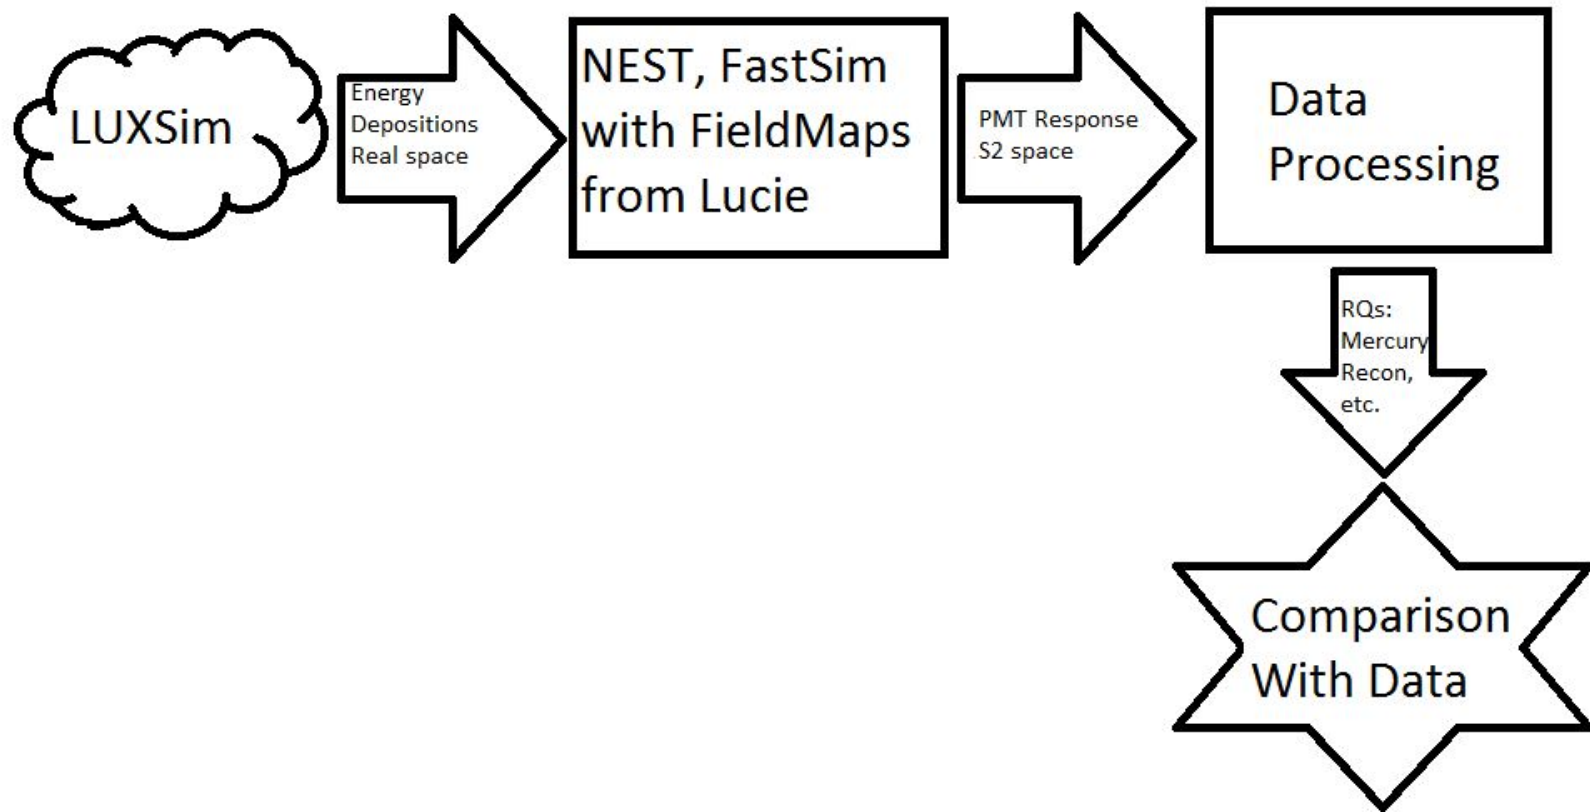 LUXSim
Energy
Depositions
Real space
NEST, FastSim
with FieldMaps
from Lucie
PMT Response
S2 space
Data
Processing
RQs:
Mercury
Recon,
etc.
Comparison
With Data